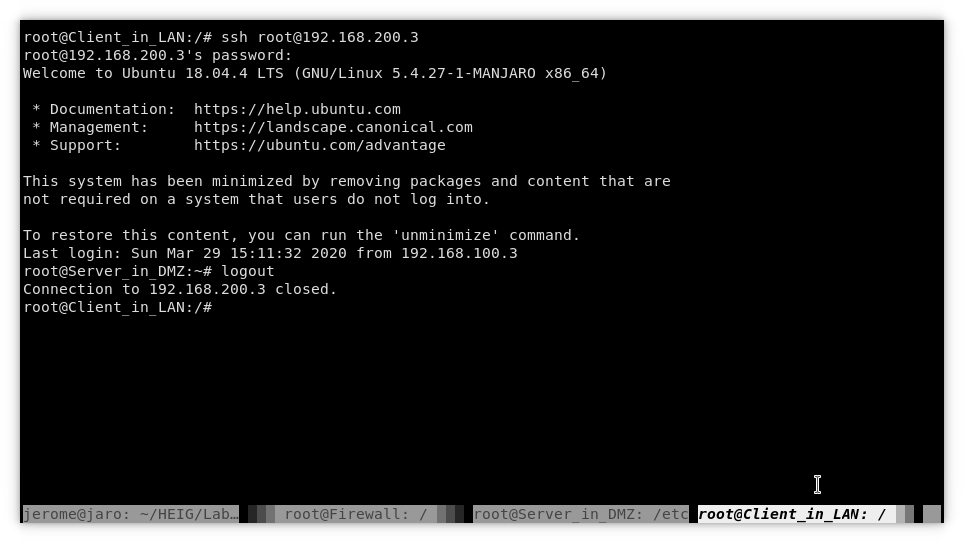 root@Client_in_LAN:/# ssh root@192.168.200.3
root@192.168.200.3's password:
Welcome to Ubuntu 18.04.4 LTS (GNU/Linux 5.4.27-1-MANJARO x86_64)

 * Documentation:  https://help.ubuntu.com
 * Management:     https://landscape.canonical.com
 * Support:        https://ubuntu.com/advantage

This system has been minimized by removing packages and content that are
not required on a system that users do not log into.

To restore this content, you can run the 'unminimize' command.
Last login: Sun Mar 29 15:11:32 2020 from 192.168.100.3
root@Server_in_DMZ:~# logout
Connection to 192.168.200.3 closed.
root@Client_in_LAN:/#
jerome@jaro: ~/HEIG/Lab… root@Firewall: / root@Server_in_DMZ: /etc root@Client_in_LAN: /